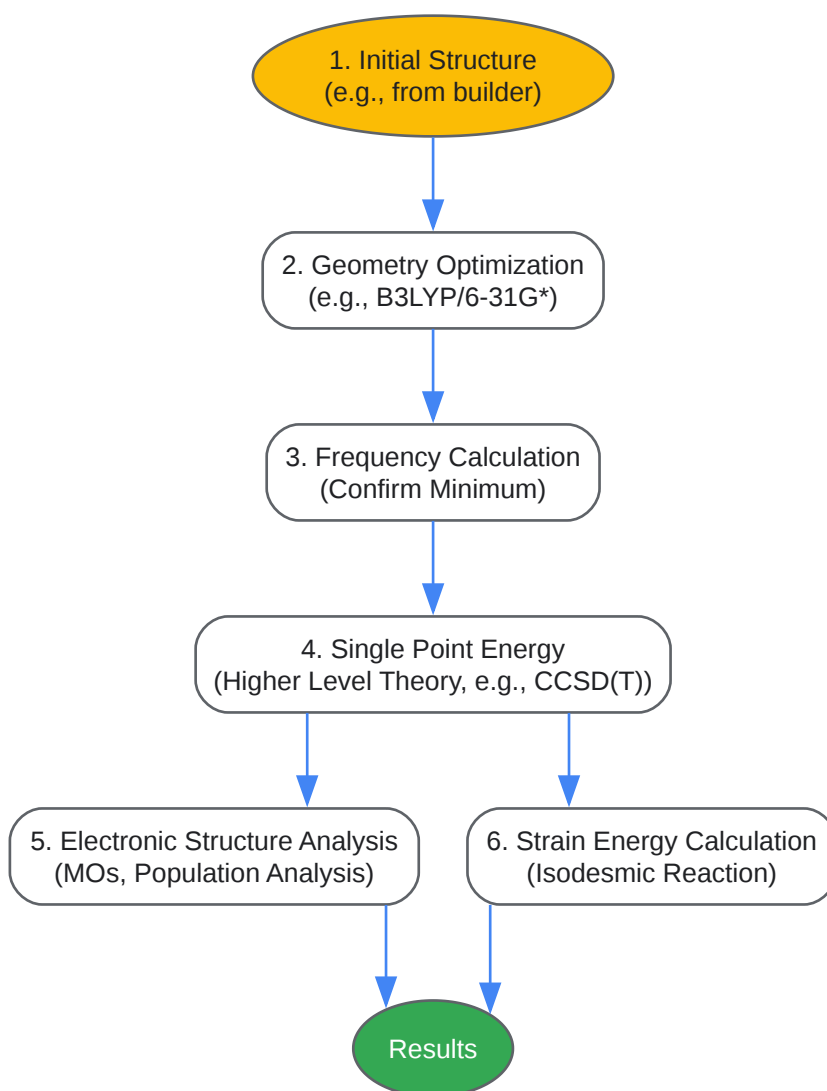 1. Initial Structure
(e.g., from builder)
2. Geometry Optimization
(e.g., B3LYP/6-31G*)
3. Frequency Calculation
(Confirm Minimum)
4. Single Point Energy
(Higher Level Theory, e.g., CCSD(T))
5. Electronic Structure Analysis
(MOs, Population Analysis)
6. Strain Energy Calculation
(Isodesmic Reaction)
Results